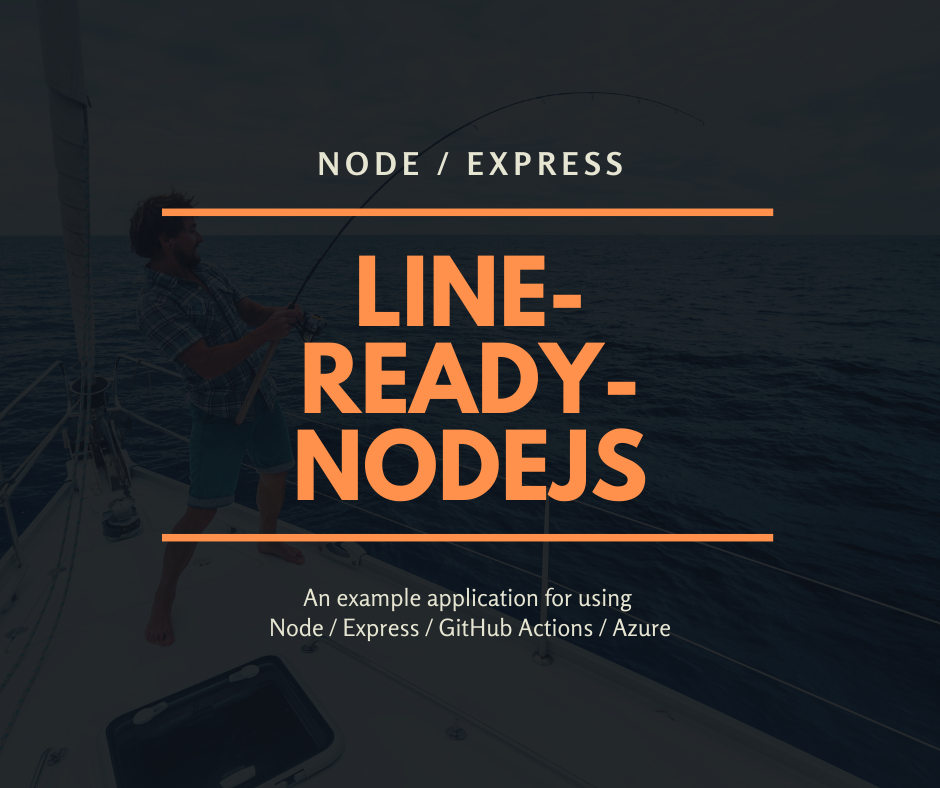 NODE / EXPRESS
LINE-
READY-
NODEJS
An example application for using
Node / Express / GitHub Actions / Azure